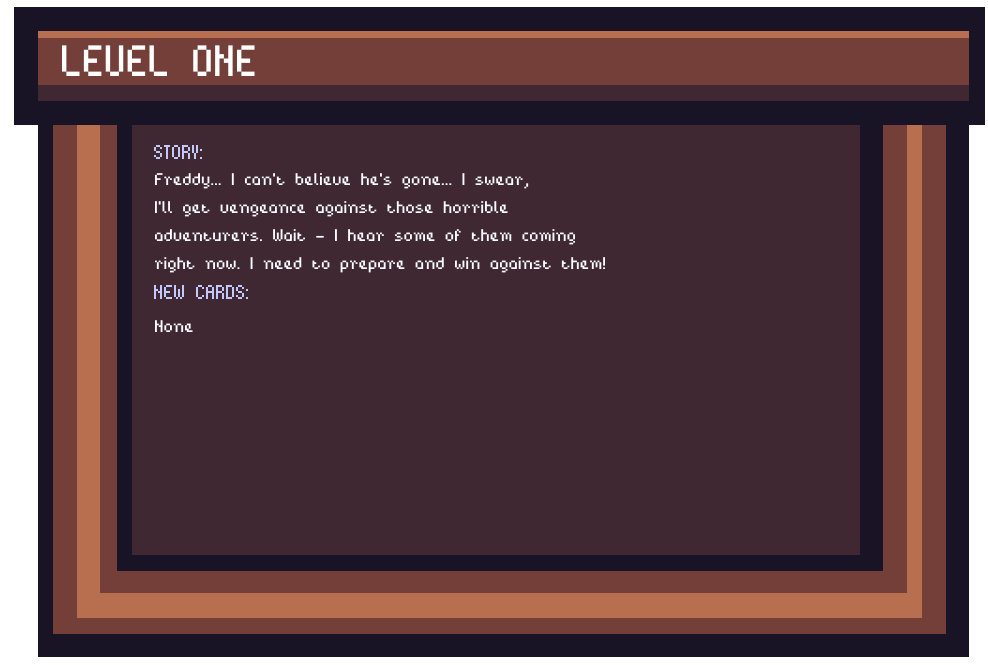 LEVEL ONE
STORY:
Freddy... I can't believe he's gone... I swear,
I'll get vengeance against those horrible
adventurers. Wait - I hear some of them coming
right now. I need to prepare and win against them!
NEW CARDS:
None